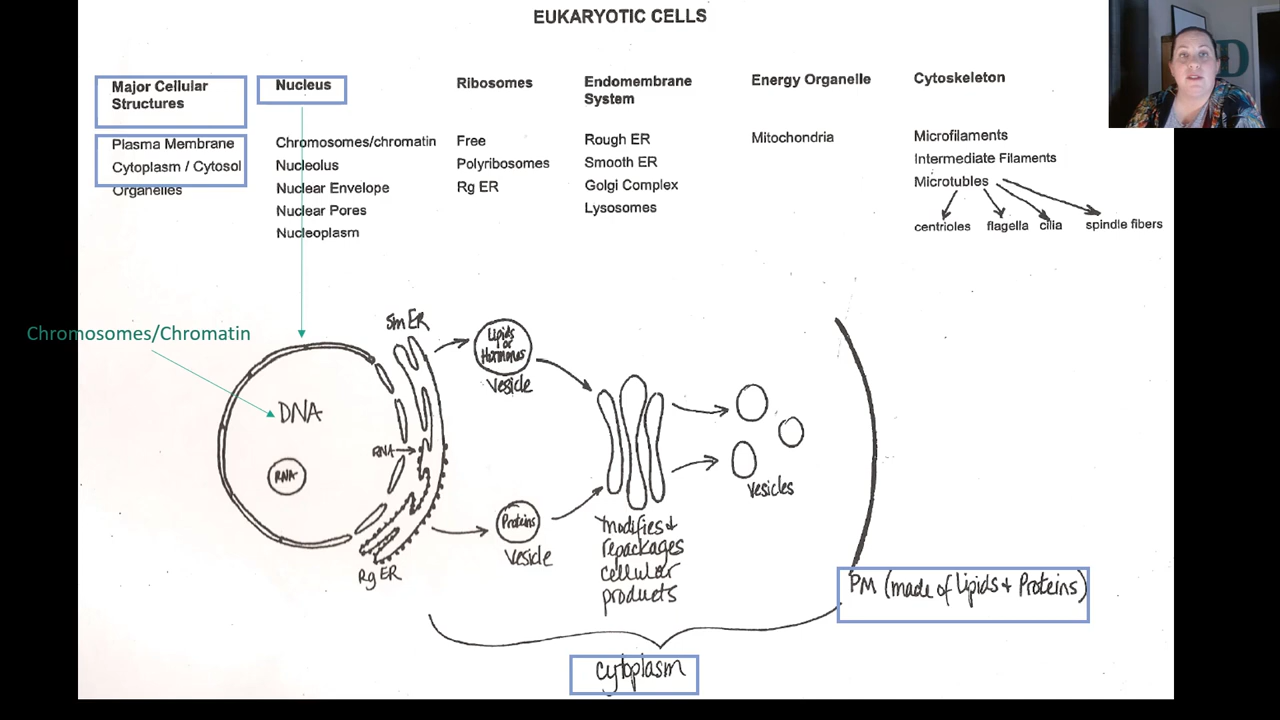 EUKARYOTIC CELLS
D
Major Cellular
Structures
Plasma Membrane
Cytoplasm / Cytosol
Organelles
Nucleus
Chromosomes/chromatin
Nucleolus
Nuclear Envelope
Nuclear Pores
Nucleoplasm
Ribosomes
Free
Polyribosomes
Rg ER
Endomembrane
System
Rough ER
Smooth ER
Golgi Complex
Lysosomes
Energy Organelle
Mitochondria
Cytoskeleton
Microfilaments
Intermediate Filaments
Microtubles
centrioles flagella cilia spindle fibers
Chromosomes/Chromatin
SmER
Lipids
or
Hormones
Vesicle
DNA
RNA
RNA
Rg ER
Proteins
Vesicle
modifies +
repackages
cellular
products
Vesicles
PM (made of Lipids + Proteins)
cytoplasm